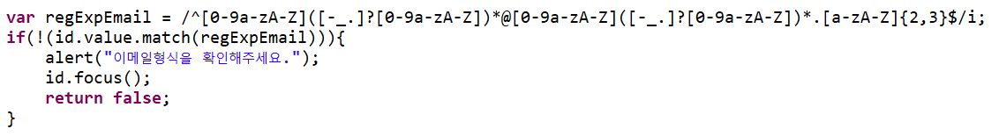 var regExpEmail = /^[0-9a-zA-Z]([-_.]?[0-9a-zA-Z])*@[0-9a-zA-Z]([-_.]?[0-9a-zA-Z])*.[a-zA-Z]{2,3}$/i;
if(!(id.value.match(regExpEmail))){
    alert("이메일형식을 확인해주세요.");
    id.focus();
    return false;
}